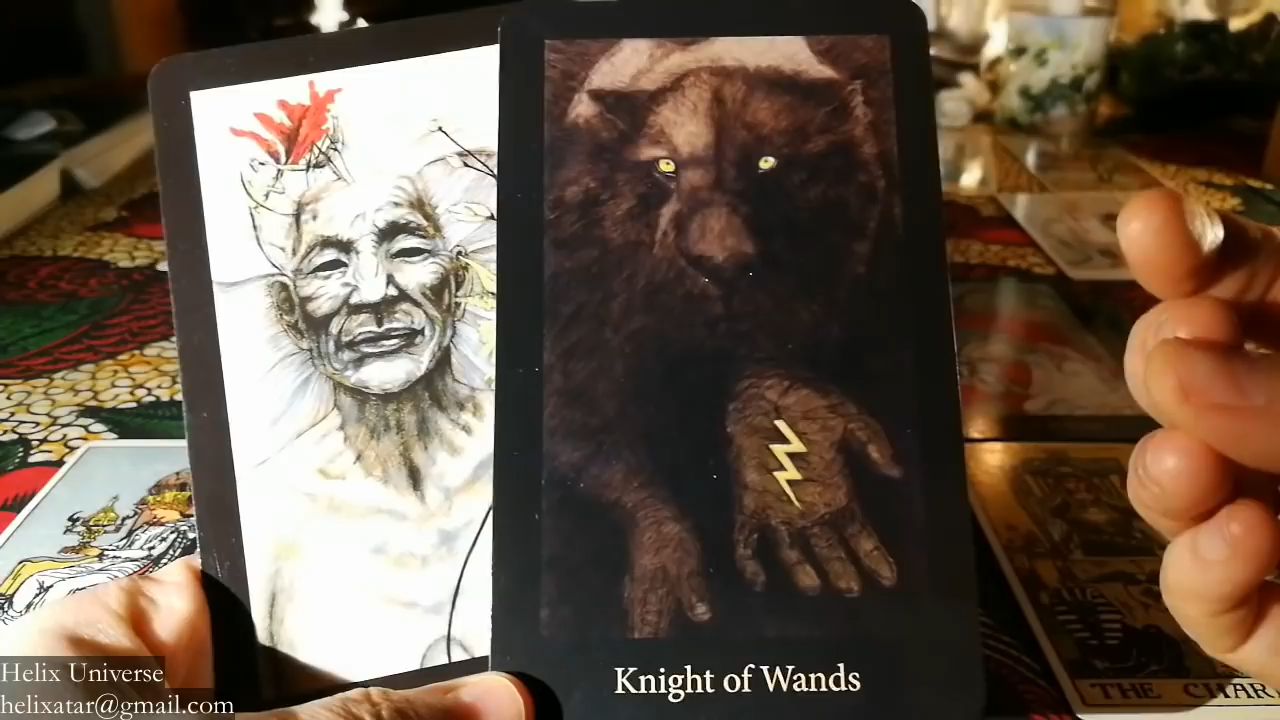 Knight of Wands
Helix Universe
helixatar@gmail.com
THE CHAR